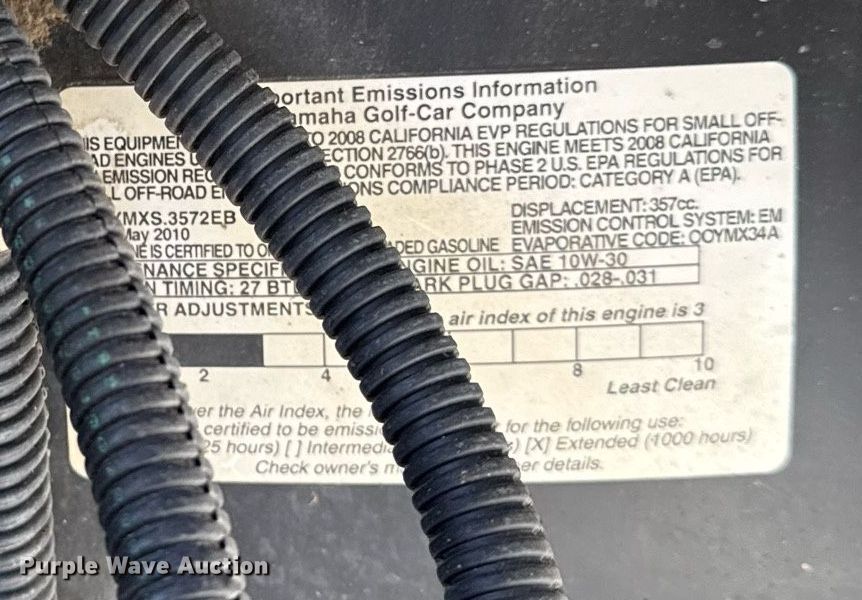 ortant Emissions Information
amaha Golf-Car Company
IS EQUIPMEN TO 2008 CALIFORNIA EVP REGULATIONS FOR SMALL OFF-
AD ENGINES ECTION 2766(b). THIS ENGINE MEETS 2008 CALIFORNIA
EMISSION REG CONFORMS TO PHASE 2 U.S. EPA REGULATIONS FOR
L OFF-ROAD E ONS COMPLIANCE PERIOD: CATEGORY A (EPA).
DISPLACEMENT: 357cc.
YMXS.3572EB EMISSION CONTROL SYSTEM: EM
May 2010
E IS CERTIFIED TO O ADED GASOLINE EVAPORATIVE CODE: OOYMX34A
NANCE SPECIF GINE OIL: SAE 10W-30
N TIMING: 27 BT ARK PLUG GAP: .028-.031
R ADJUSTMENTS air index of this engine is 3
2 4 8 10
Least Clean
er the Air Index, the
certified to be emissi for the following use:
25 hours) [ ] Intermedia [X] Extended (1000 hours)
Check owner's m er details.
Purple Wave Auction